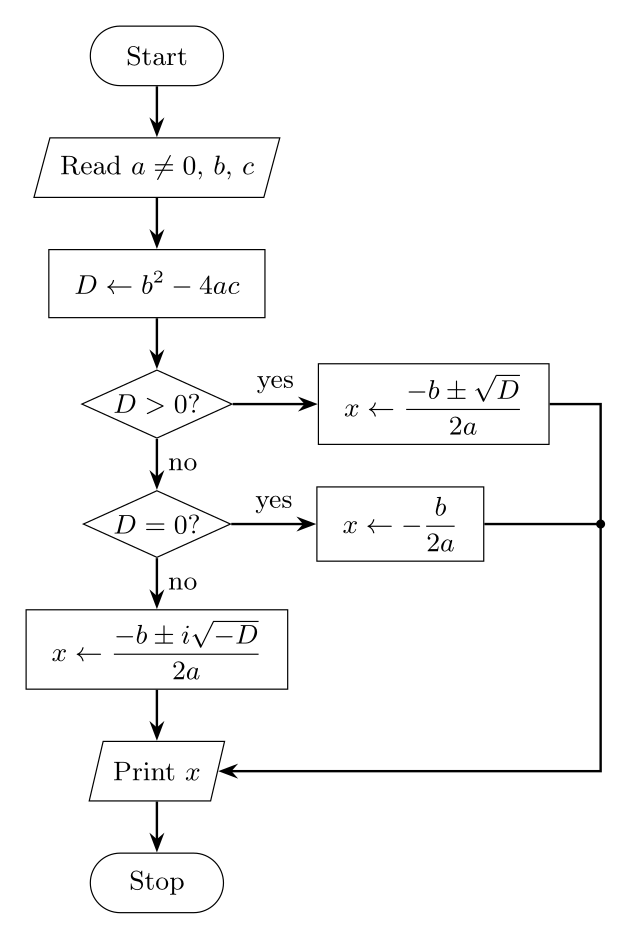 Start
Read a ≠ 0, b, c
D ← b² − 4ac
D > 0?
yes
x ← (−b ± √D)/(2a)
no
D = 0?
yes
x ← −b/(2a)
no
x ← (−b ± i√(−D))/(2a)
Print x
Stop